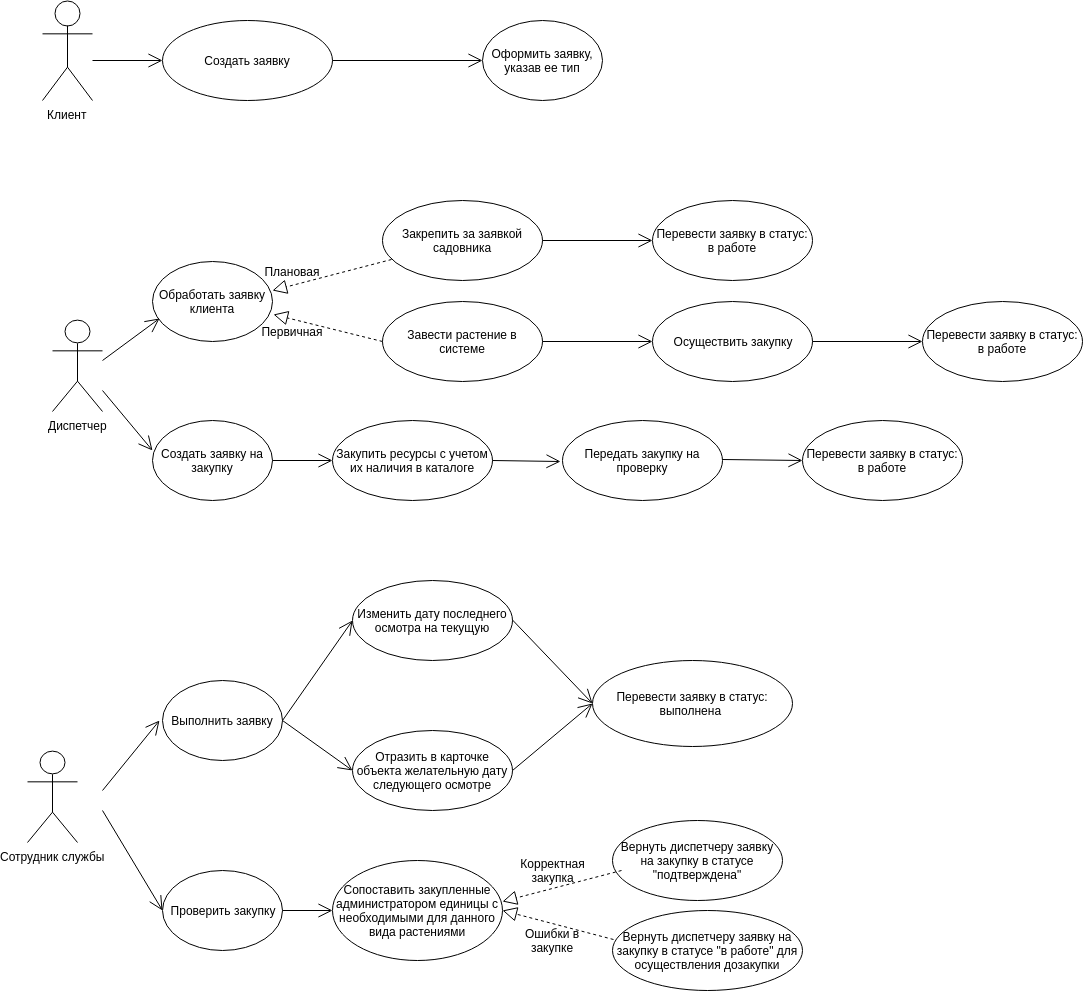 Создать заявку
Оформить заявку,
указав ее тип
Клиент
Закрепить за заявкой
садовника
Перевести заявку в статус:
в работе
Плановая
Обработать заявку
клиента
Первичная
Завести растение в
системе
Осуществить закупку
Перевести заявку в статус:
в работе
Диспетчер
Создать заявку на
закупку
Закупить ресурсы с учетом
их наличия в каталоге
Передать закупку на
проверку
Перевести заявку в статус:
в работе
Изменить дату последнего
осмотра на текущую
Выполнить заявку
Перевести заявку в статус:
выполнена
Отразить в карточке
объекта желательную дату
следующего осмотре
Сотрудник службы
Проверить закупку
Сопоставить закупленные
администратором единицы с
необходимыми для данного
вида растениями
Корректная
закупка
Вернуть диспетчеру заявку
на закупку в статусе
"подтверждена"
Ошибки в
закупке
Вернуть диспетчеру заявку на
закупку в статусе "в работе" для
осуществления дозакупки